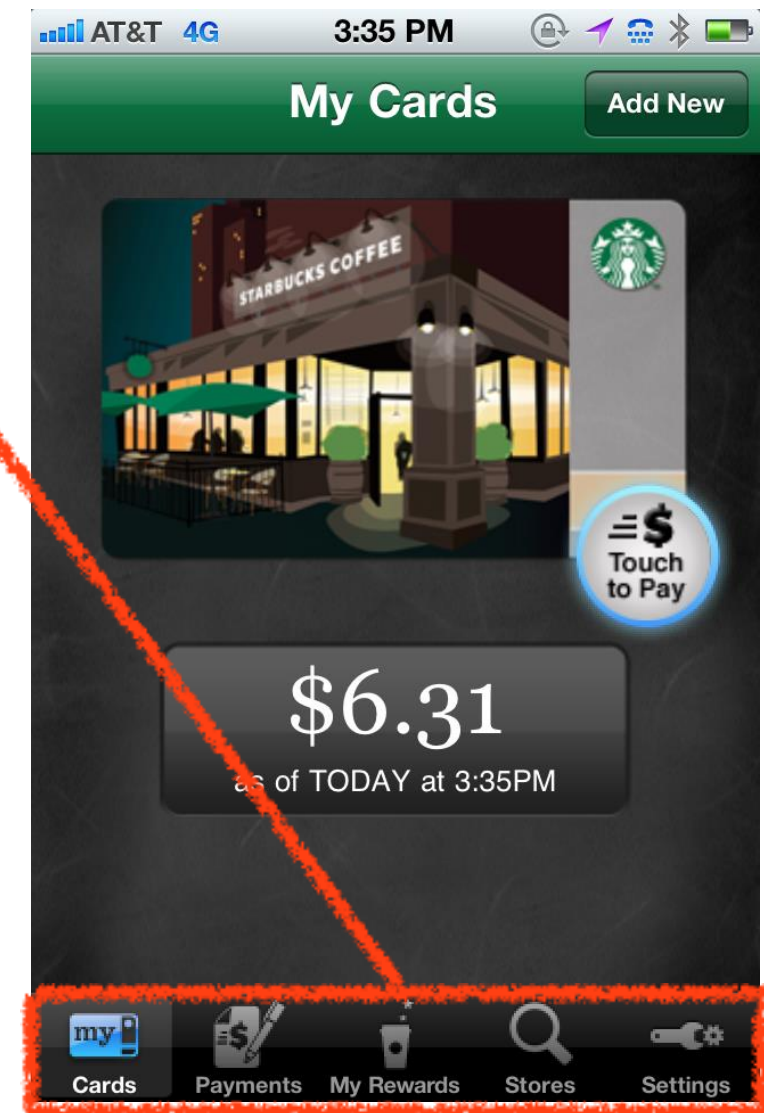 AT&T 4G 3:35 PM
My Cards
Add New
STARBUCKS COFFEE
Touch
to Pay
$6.31
as of TODAY at 3:35PM
my
Cards
Payments
My Rewards
Stores
Settings